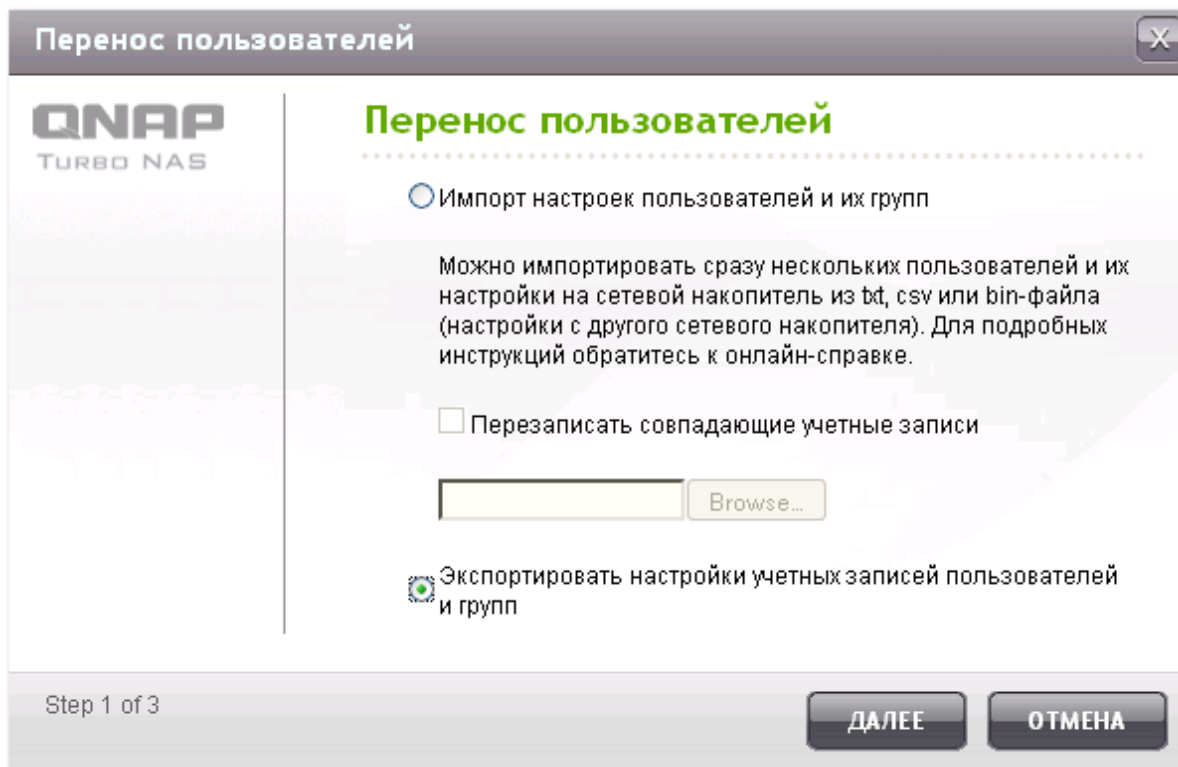 Перенос пользователей
X
QNAP
TURBO NAS
Перенос пользователей
Импорт настроек пользователей и их групп
Можно импортировать сразу нескольких пользователей и их
настройки на сетевой накопитель из txt, csv или bin-файла
(настройки с другого сетевого накопителя). Для подробных
инструкций обратитесь к онлайн-справке.
Перезаписать совпадающие учетные записи
Browse...
Экспортировать настройки учетных записей пользователей
и групп
Step 1 of 3
ДАЛЕЕ
ОТМЕНА